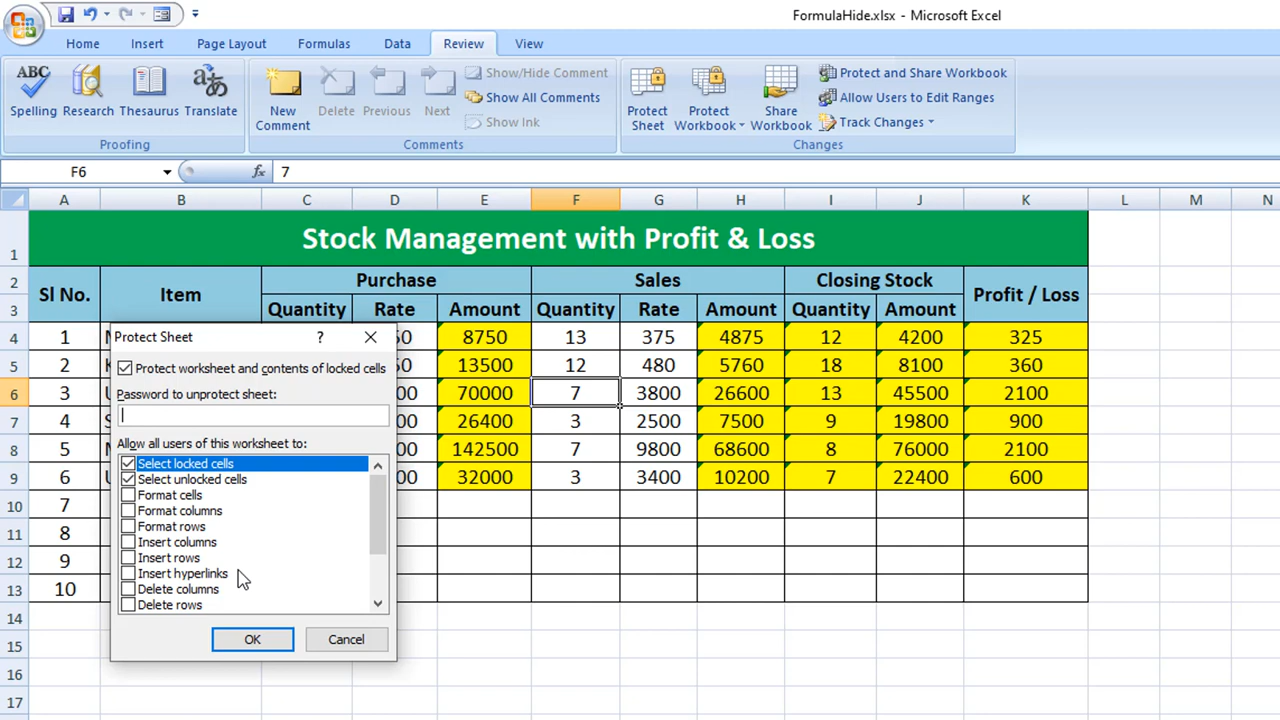 FormulaHide.xlsx - Microsoft Excel
Home Insert Page Layout Formulas Data Review View
ABC
Spelling Research Thesaurus Translate
Proofing
New Comment Delete Previous Next
Show/Hide Comment
Show All Comments
Show Ink
Comments
Protect Sheet Protect Workbook Share Workbook
Protect and Share Workbook
Allow Users to Edit Ranges
Track Changes
Changes
F6 fx 7
A B C D E F G H I J K L M N
1 Stock Management with Profit & Loss
2 Sl No. Item Purchase Sales Closing Stock Profit / Loss
3 Quantity Rate Amount Quantity Rate Amount Quantity Amount
4 1 8750 13 375 4875 12 4200 325
5 2 13500 12 480 5760 18 8100 360
6 3 70000 7 3800 26600 13 45500 2100
7 4 26400 3 2500 7500 9 19800 900
8 5 142500 7 9800 68600 8 76000 2100
9 6 32000 3 3400 10200 7 22400 600
10 7
11 8
12 9
13 10
14
15
16
17
Protect Sheet ?
Protect worksheet and contents of locked cells
Password to unprotect sheet:
Allow all users of this worksheet to:
Select locked cells
Select unlocked cells
Format cells
Format columns
Format rows
Insert columns
Insert rows
Insert hyperlinks
Delete columns
Delete rows
OK Cancel